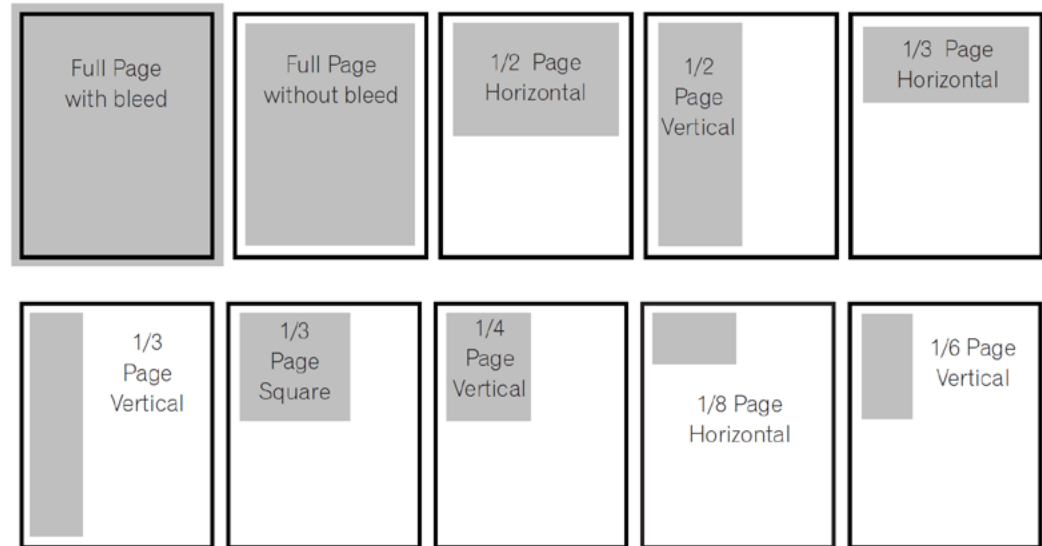 Full Page
with bleed
Full Page
without bleed
1/2 Page
Horizontal
1/2
Page
Vertical
1/3 Page
Horizontal
1/3
Page
Vertical
1/3
Page
Square
1/4
Page
Vertical
1/8 Page
Horizontal
1/6 Page
Vertical